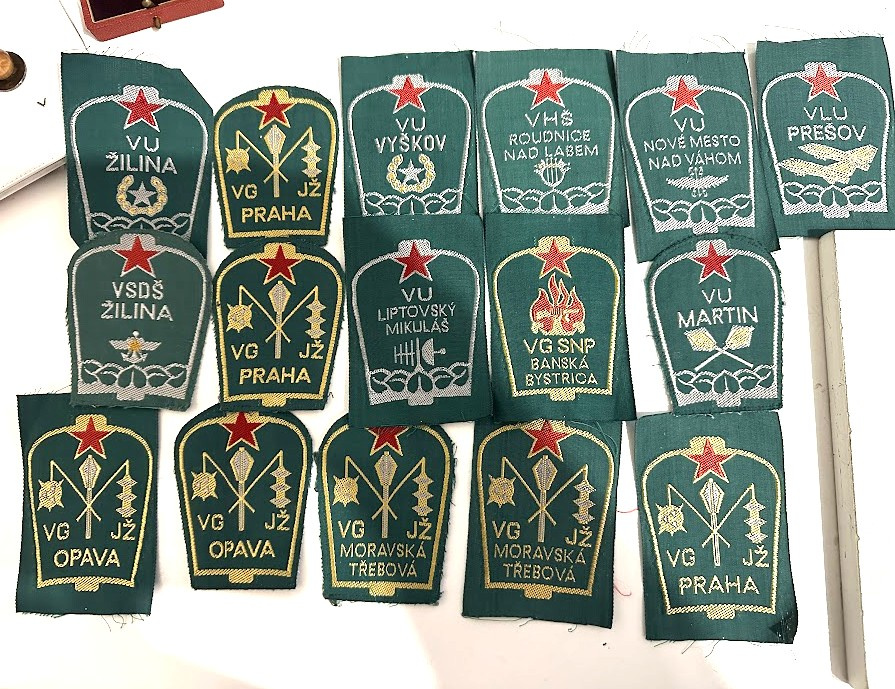 VU
ŽILINA
VG JŽ
PRAHA
VU
VYŠKOV
VHŠ
ROUDNICE
NAD LABEM
VU
NOVÉ MESTO
NAD VÁHOM
VLU
PREŠOV
VSDŠ
ŽILINA
VG JŽ
PRAHA
VU
LIPTOVSKÝ
MIKULÁŠ
VG SNP
BANSKÁ
BYSTRICA
VU
MARTIN
VG JŽ
OPAVA
VG JŽ
OPAVA
VG JŽ
MORAVSKÁ
TŘEBOVÁ
VG JŽ
MORAVSKÁ
TŘEBOVÁ
VG JŽ
PRAHA